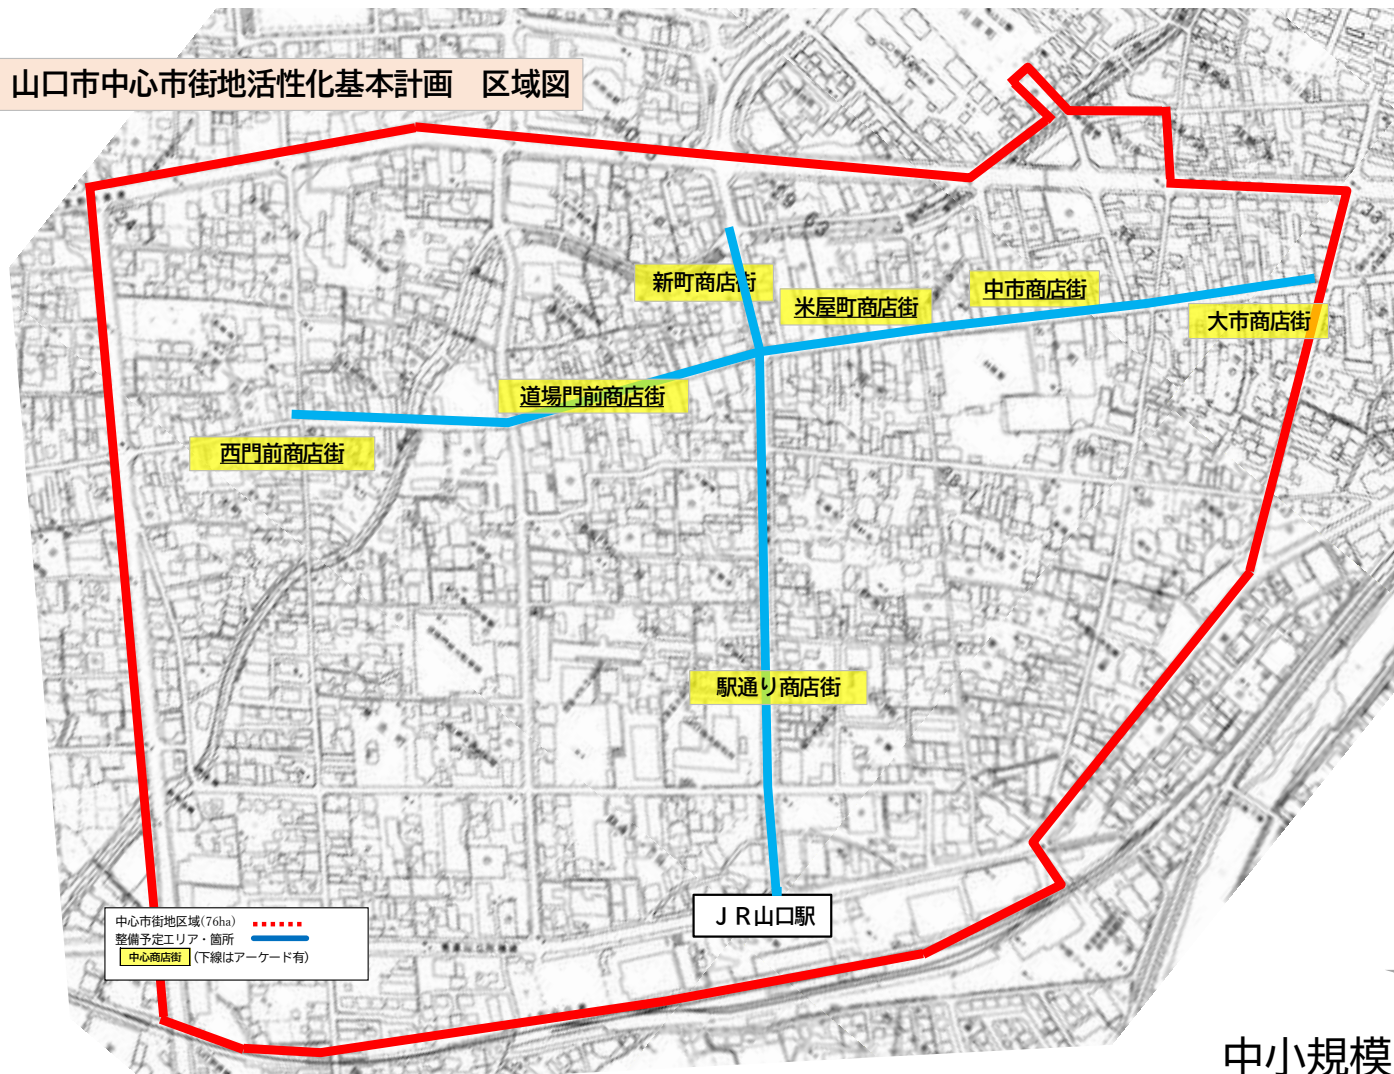 山口市中心市街地活性化基本計画　区域図
新町商店街
米屋町商店街
中市商店街
大市商店街
道場門前商店街
西門前商店街
駅通り商店街
ＪＲ山口駅
中心市街地区域(76ha)
整備予定エリア・箇所
中心商店街 (下線はアーケード有)
中小規模